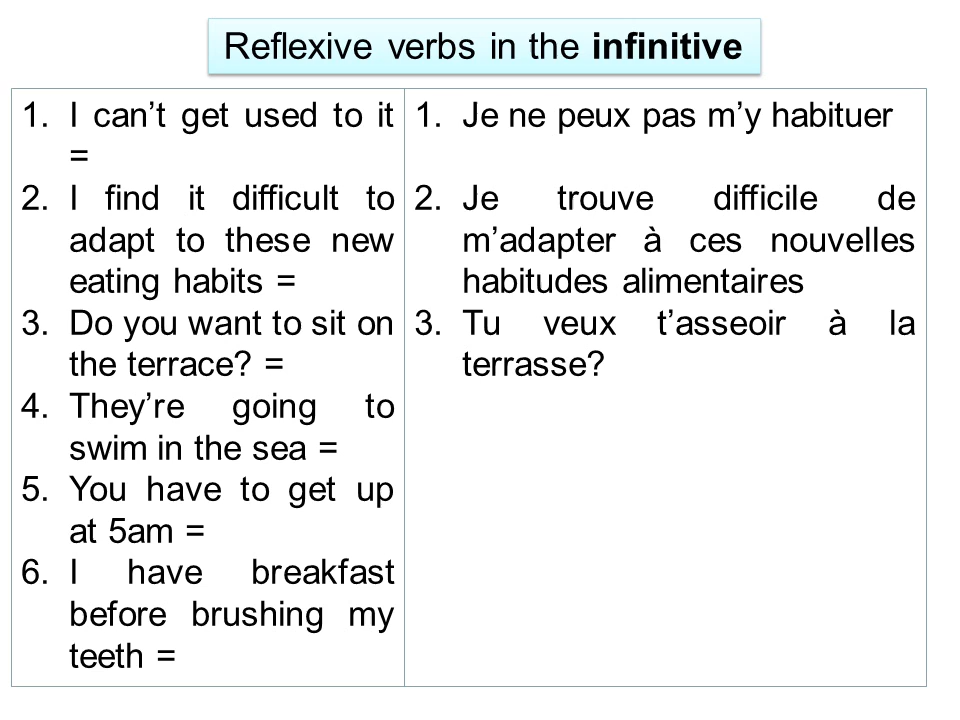 Reflexive verbs in the infinitive
1. I can’t get used to it
=
2. I find it difficult to
adapt to these new
eating habits =
3. Do you want to sit on
the terrace? =
4. They’re going to
swim in the sea =
5. You have to get up
at 5am =
6. I have breakfast
before brushing my
teeth =
1. Je ne peux pas m’y habituer
2. Je trouve difficile de
m’adapter à ces nouvelles
habitudes alimentaires
3. Tu veux t’asseoir à la
terrasse?